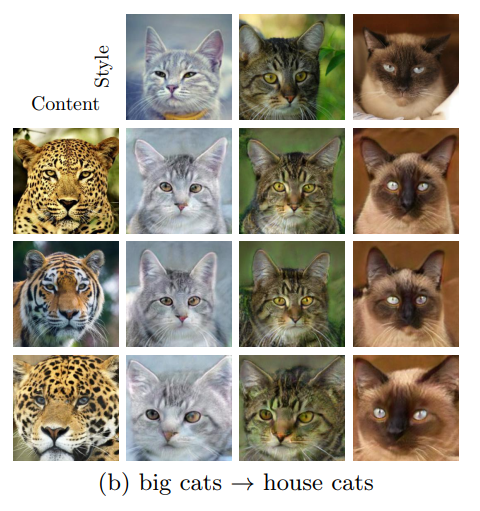 Style
Content
(b) big cats → house cats